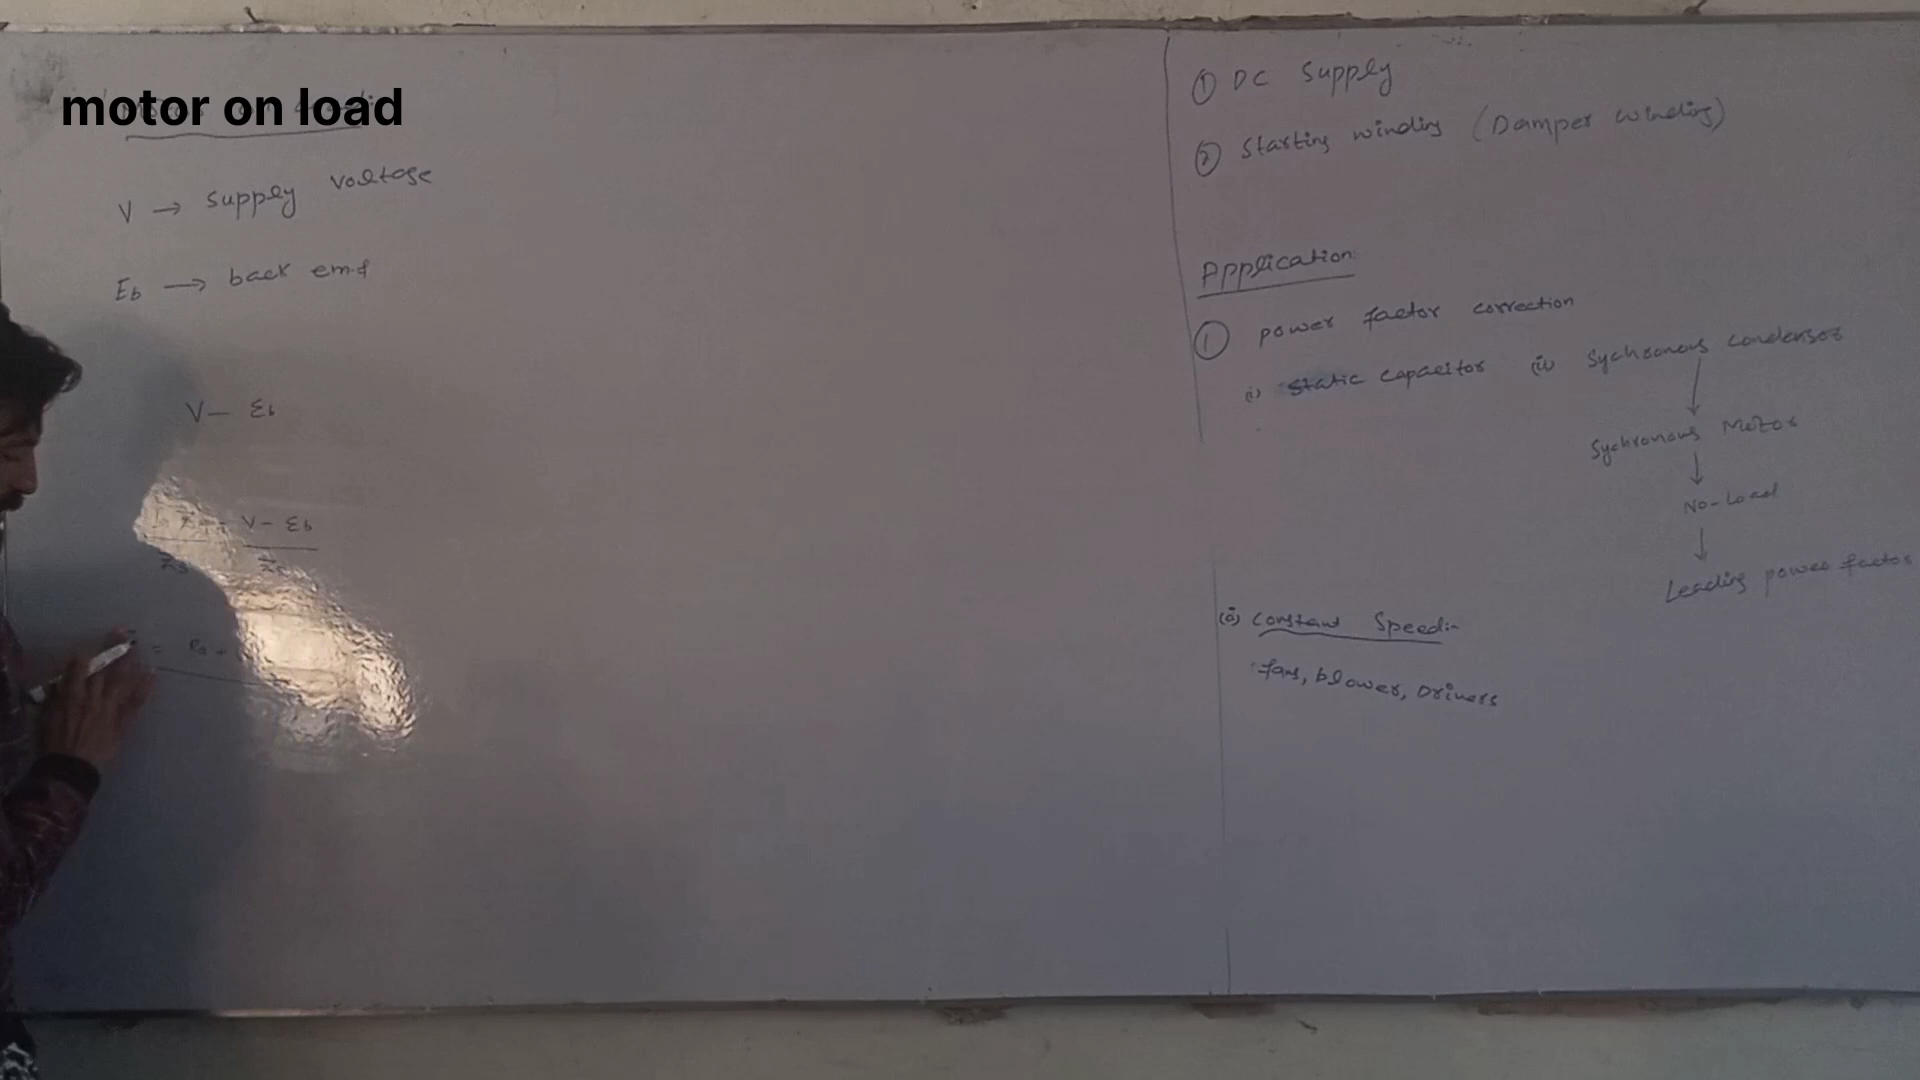 motor on load
V → supply voltage
Eb → back emf
V - Eb
V - Eb
Zs
= Ra +
① DC supply
② Starting winding (Damper winding)
Application:
① power factor correction
(i) static capacitor (ii) Sychronous condensor
↓
Sychronous Motor
↓
No-Load
↓
Leading power factor
Constant Speed:-
fans, blower, Drivers